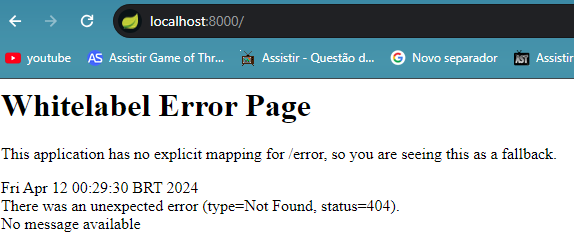 localhost:8000/
youtube
AS Assistir Game of Thr...
Assistir - Questão d...
Novo separador
AST Assistir
Whitelabel Error Page
This application has no explicit mapping for /error, so you are seeing this as a fallback.
Fri Apr 12 00:29:30 BRT 2024
There was an unexpected error (type=Not Found, status=404).
No message available